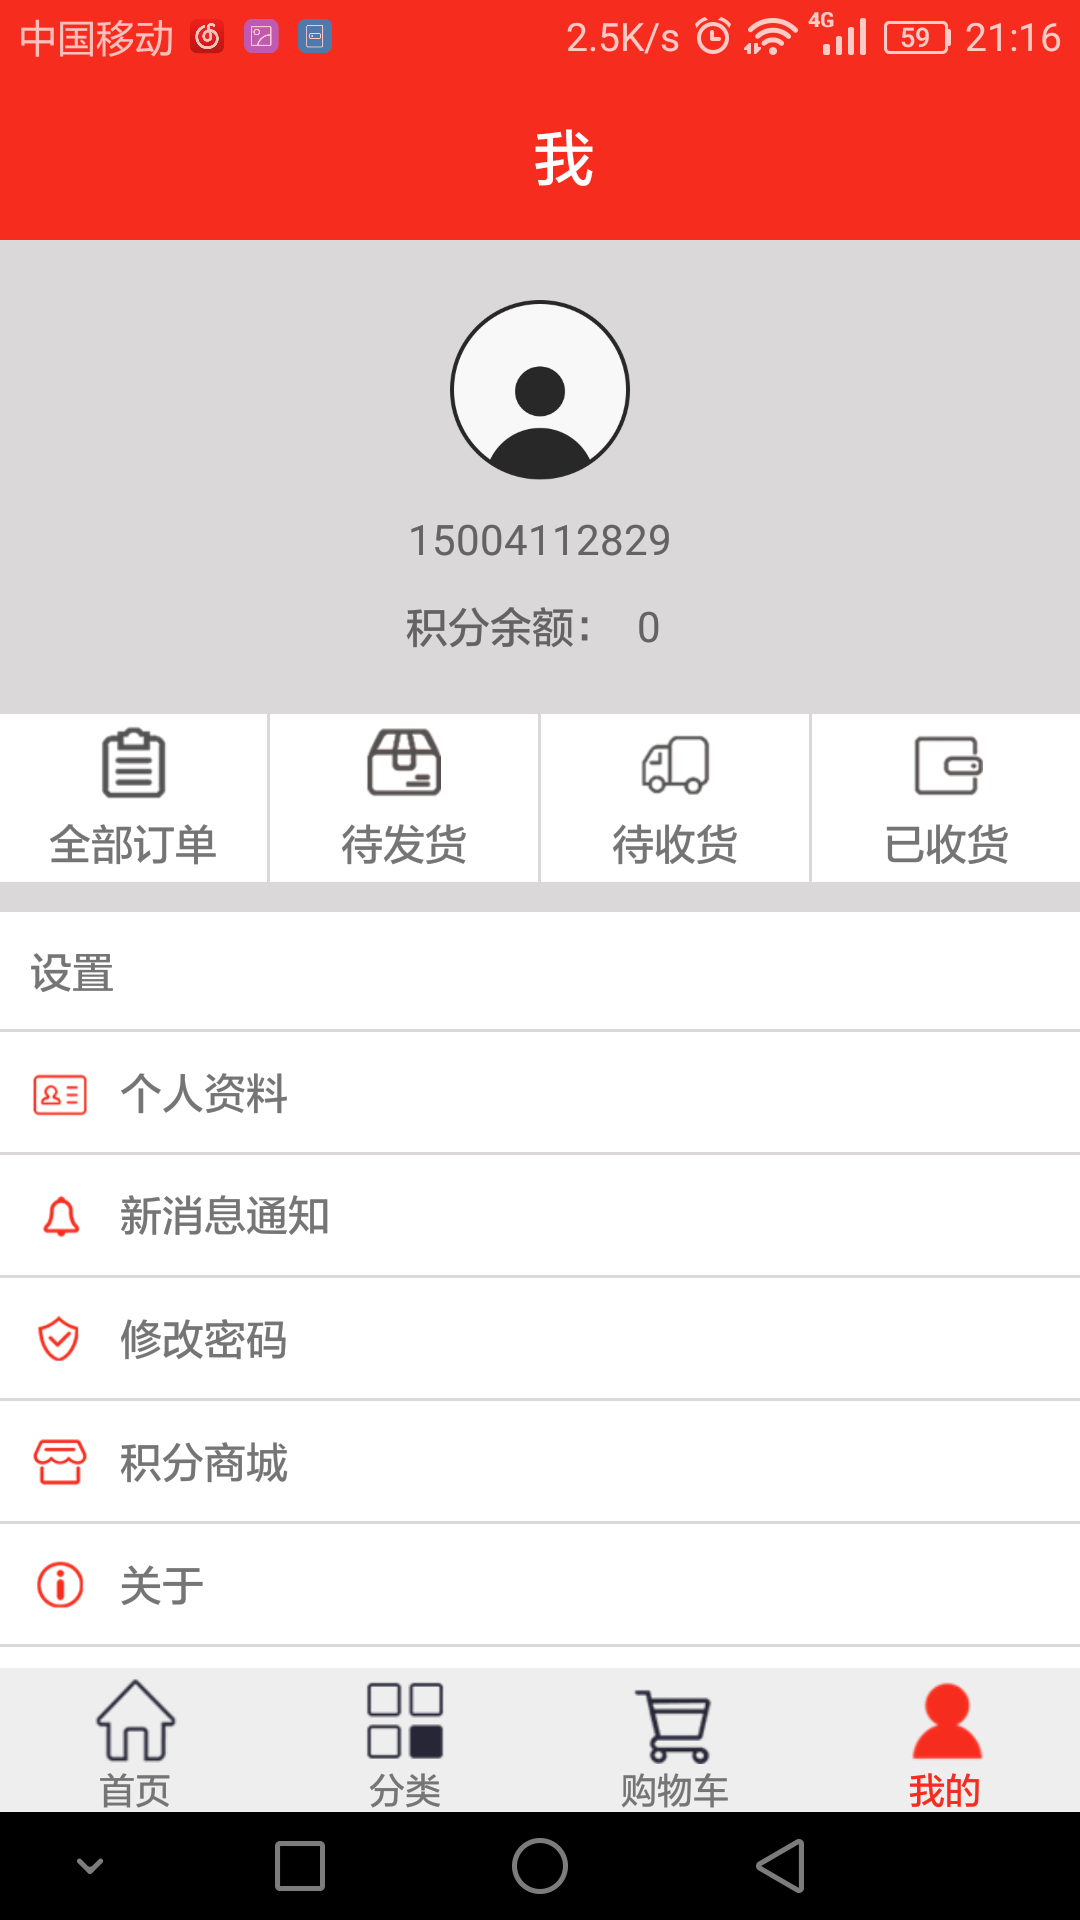 中国移动 2.5K/s 4G 59 21:16
我
15004112829
积分余额： 0
全部订单 待发货 待收货 已收货
设置
个人资料
新消息通知
修改密码
积分商城
关于
首页 分类 购物车 我的